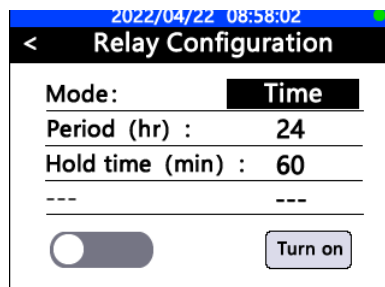 2022/04/22 08:58:02
< Relay Configuration
Mode: Time
Period (hr) : 24
Hold time (min) : 60
--- ---
Turn on